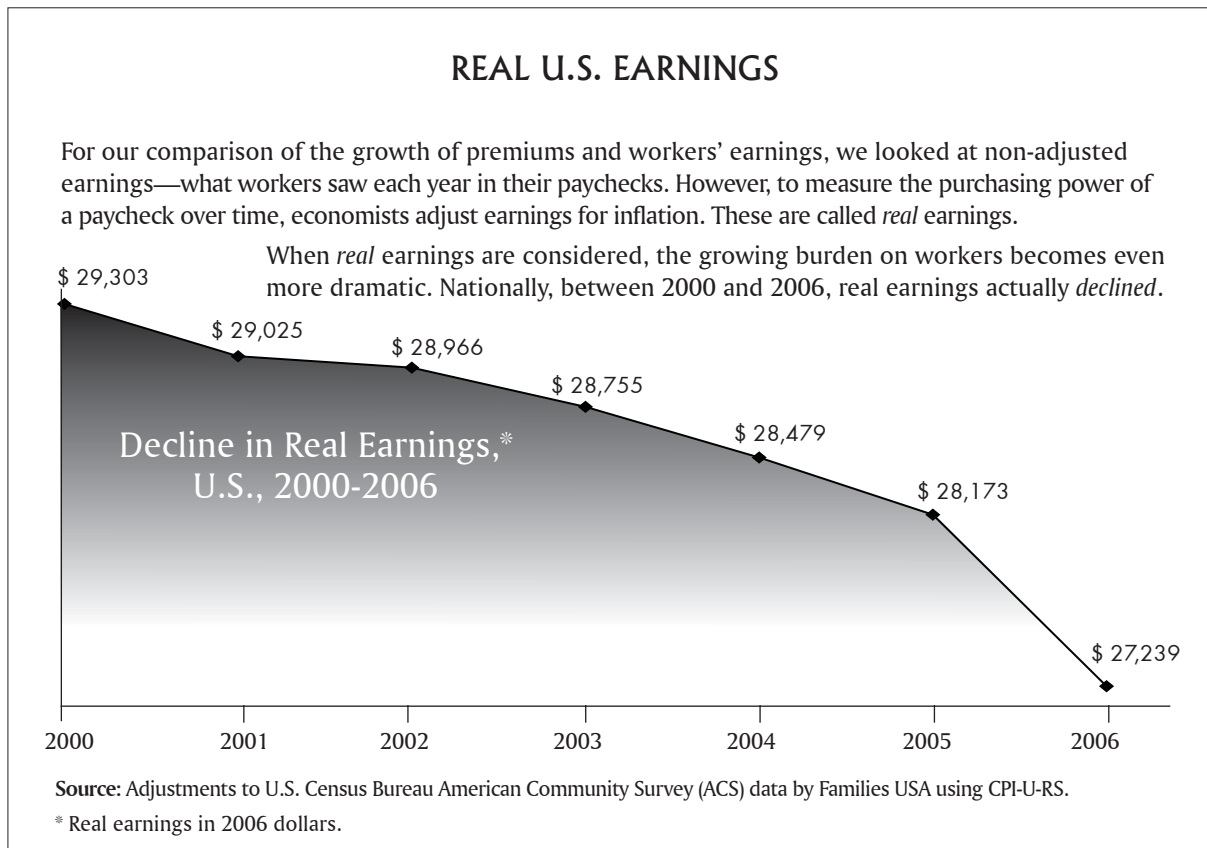 REAL U.S. EARNINGS
For our comparison of the growth of premiums and workers’ earnings, we looked at non-adjusted
earnings—what workers saw each year in their paychecks. However, to measure the purchasing power of
a paycheck over time, economists adjust earnings for inflation. These are called real earnings.
When real earnings are considered, the growing burden on workers becomes even
more dramatic. Nationally, between 2000 and 2006, real earnings actually declined.
$ 29,303
$ 29,025
$ 28,966
$ 28,755
$ 28,479
$ 28,173
$ 27,239
Decline in Real Earnings,*
U.S., 2000-2006
2000 2001 2002 2003 2004 2005 2006
Source: Adjustments to U.S. Census Bureau American Community Survey (ACS) data by Families USA using CPI-U-RS.
* Real earnings in 2006 dollars.